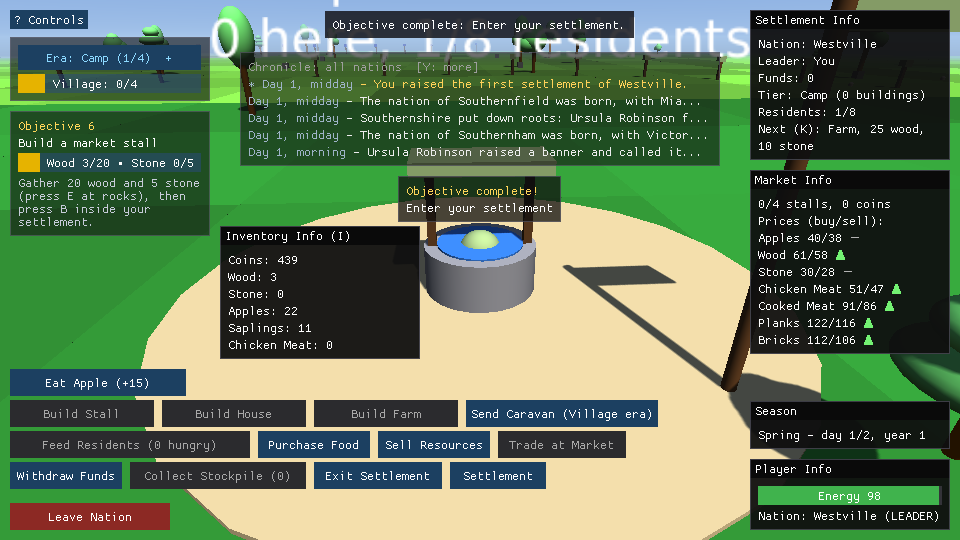 ? Controls
Era: Camp (1/4) +
Village: 0/4
Objective 6
Build a market stall
Wood 3/20 • Stone 0/5
Gather 20 wood and 5 stone
(press E at rocks), then
press B inside your
settlement.
Objective complete: Enter your settlement.
0 here, 1/8 residents
Chronicle: all nations [Y: more]
* Day 1, midday – You raised the first settlement of Westville.
Day 1, midday – The nation of Southernfield was born, with Mia...
Day 1, midday – Southernshire put down roots: Ursula Robinson f...
Day 1, midday – The nation of Southernham was born, with Victor...
Day 1, morning – Ursula Robinson raised a banner and called it...
Objective complete!
Enter your settlement
Inventory Info (I)
Coins: 439
Wood: 3
Stone: 0
Apples: 22
Saplings: 11
Chicken Meat: 0
Settlement Info
Nation: Westville
Leader: You
Funds: 0
Tier: Camp (0 buildings)
Residents: 1/8
Next (K): Farm, 25 wood,
10 stone
Market Info
0/4 stalls, 0 coins
Prices (buy/sell):
Apples 40/38 —
Wood 61/58
Stone 30/28 —
Chicken Meat 51/47
Cooked Meat 91/86
Planks 122/116
Bricks 112/106
Season
Spring – day 1/2, year 1
Player Info
Energy 98
Nation: Westville (LEADER)
Eat Apple (+15)
Build Stall
Build House
Build Farm
Send Caravan (Village era)
Feed Residents (0 hungry)
Purchase Food
Sell Resources
Trade at Market
Withdraw Funds
Collect Stockpile (0)
Exit Settlement
Settlement
Leave Nation